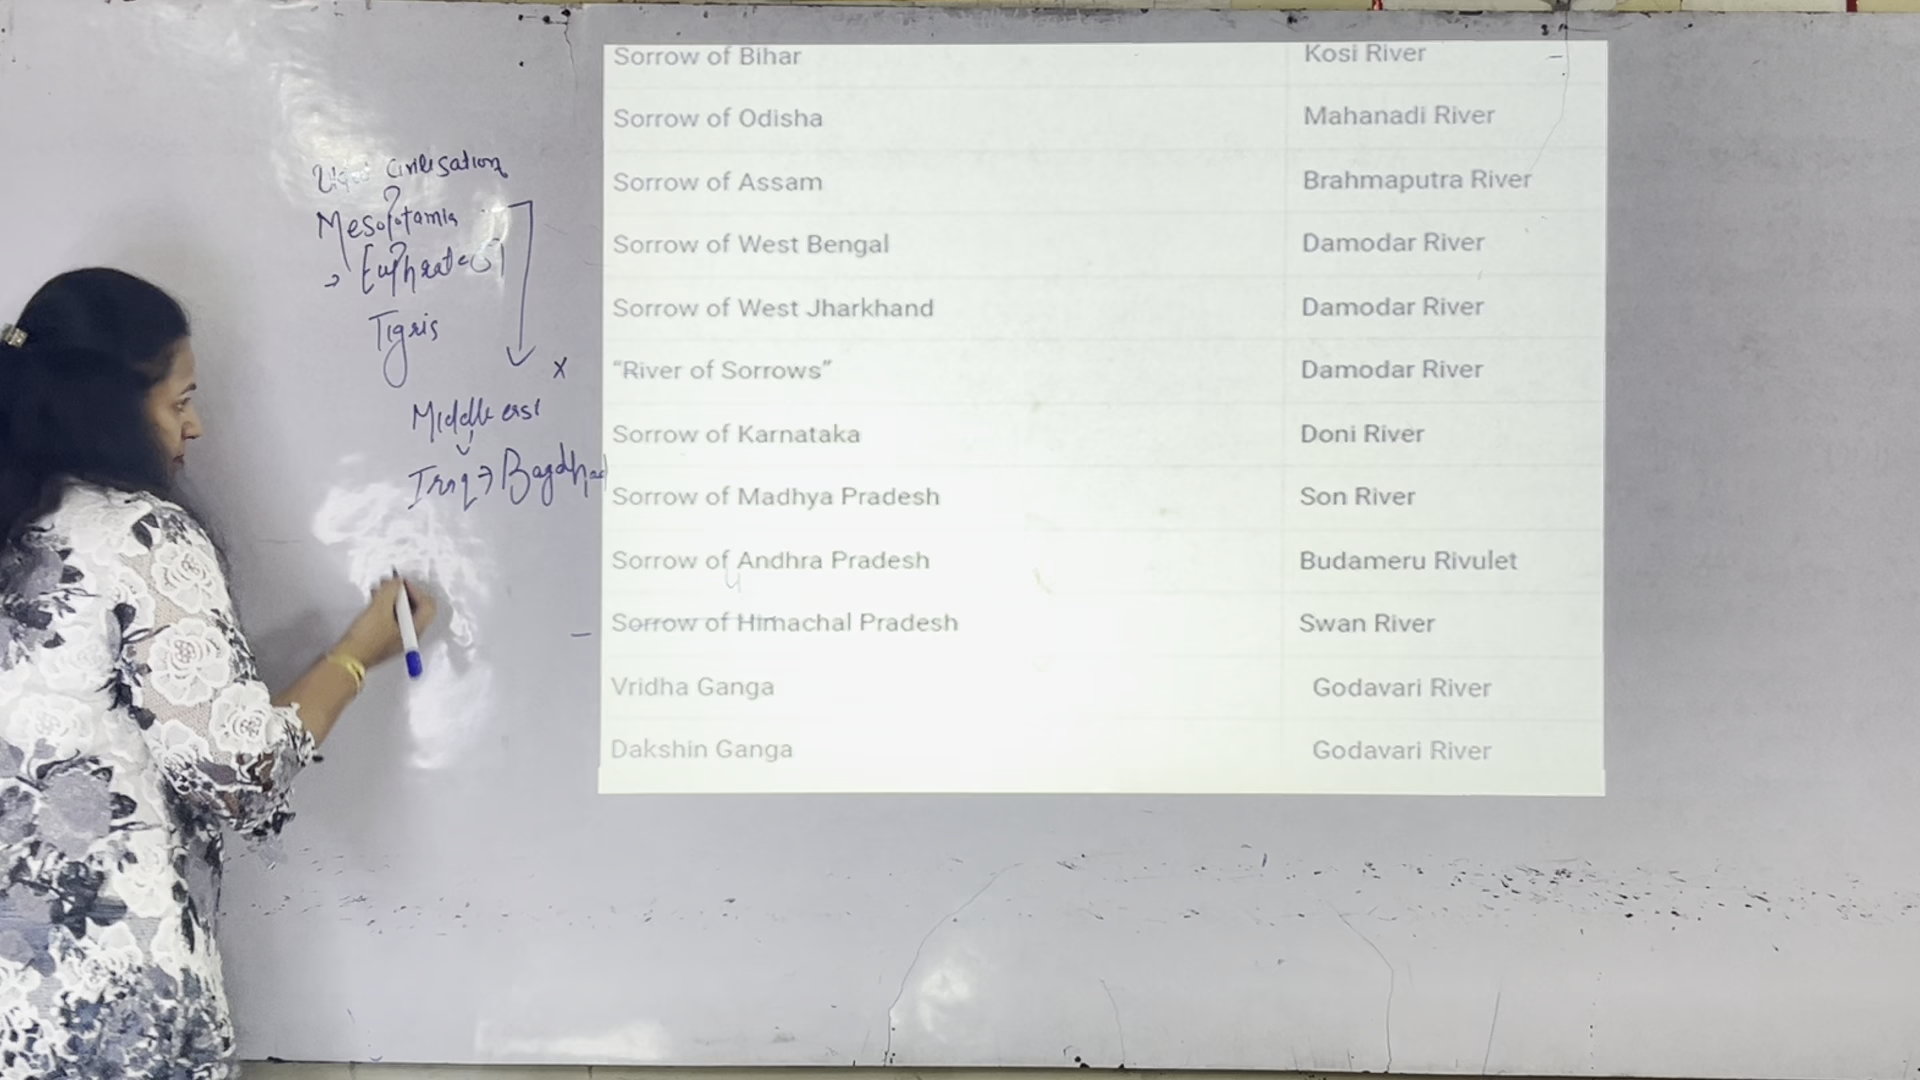 Civilisation
Mesopotamia
[Euphrates]
Tigris
x
Middle east
Iraq → Bagdhad
Sorrow of Bihar Kosi River
Sorrow of Odisha Mahanadi River
Sorrow of Assam Brahmaputra River
Sorrow of West Bengal Damodar River
Sorrow of West Jharkhand Damodar River
“River of Sorrows” Damodar River
Sorrow of Karnataka Doni River
Sorrow of Madhya Pradesh Son River
Sorrow of Andhra Pradesh Budameru Rivulet
Sorrow of Himachal Pradesh Swan River
Vridha Ganga Godavari River
Dakshin Ganga Godavari River